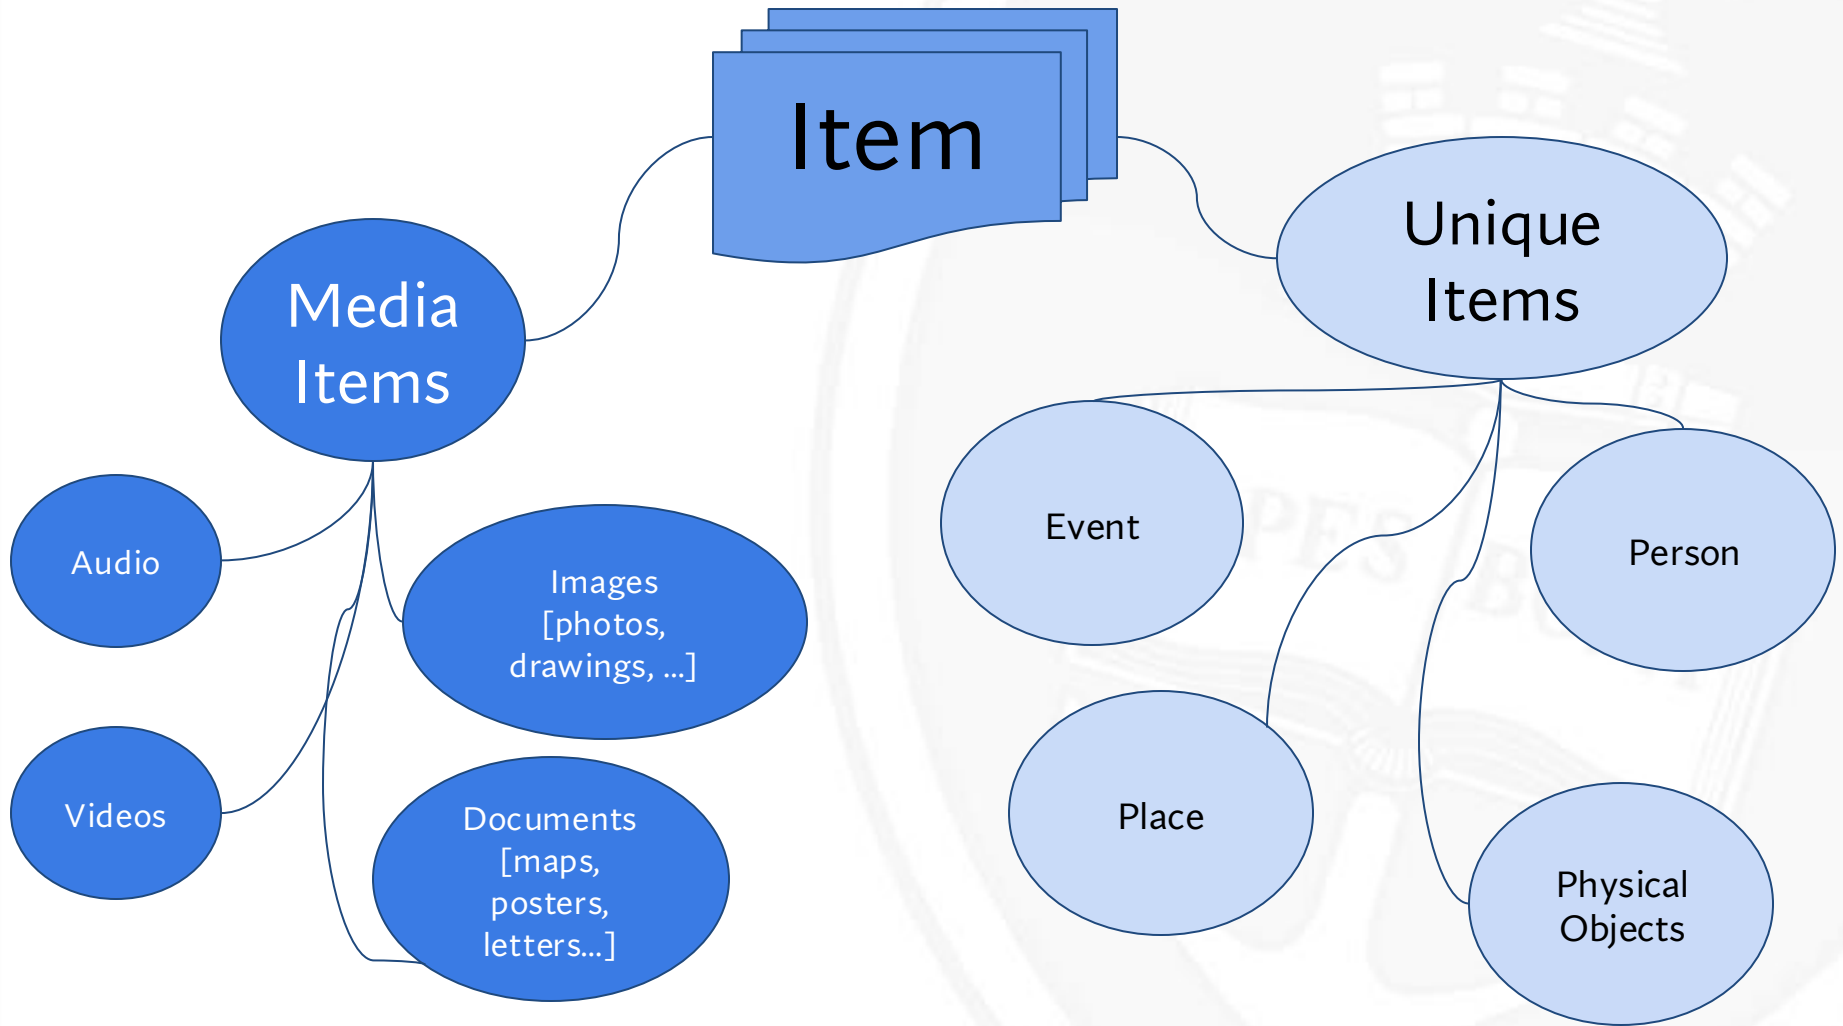 Item
Unique
Items
Media
Items
Audio
Images
[photos,
drawings, ...]
Videos
Documents
[maps,
posters,
letters...]
Event
Person
Place
Physical
Objects